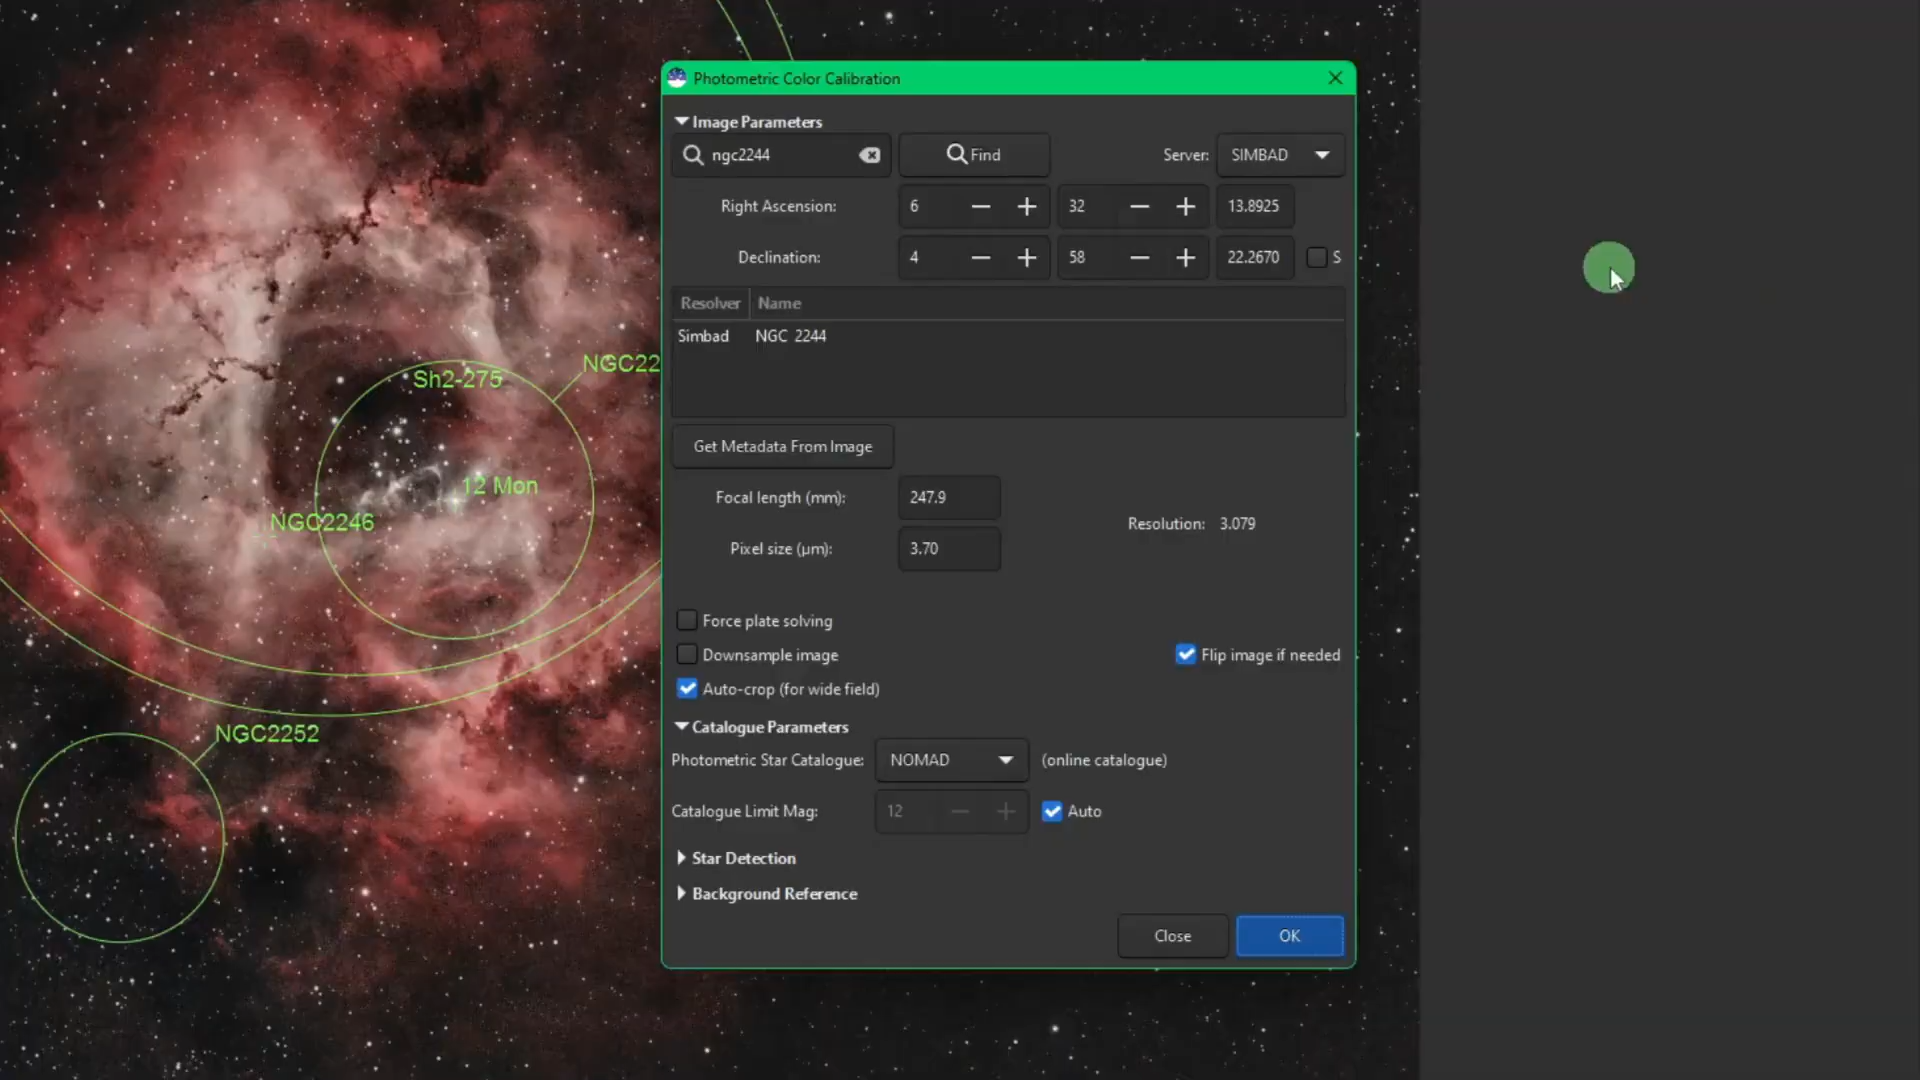 Photometric Color Calibration
Image Parameters
ngc2244 Find Server: SIMBAD
Right Ascension: 6 32 13.8925
Declination: 4 58 22.2670 S
Resolver Name
Simbad NGC 2244
Get Metadata From Image
Focal length (mm): 247.9
Resolution: 3.079
Pixel size (µm): 3.70
Force plate solving
Downsample image Flip image if needed
Auto-crop (for wide field)
Catalogue Parameters
Photometric Star Catalogue: NOMAD (online catalogue)
Catalogue Limit Mag: 12 Auto
Star Detection
Background Reference
Close OK
NGC22
Sh2-275
12 Mon
NGC2246
NGC2252